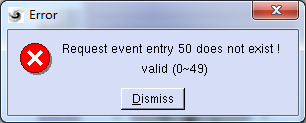 Error
Request event entry 50 does not exist !
valid (0~49)
Dismiss